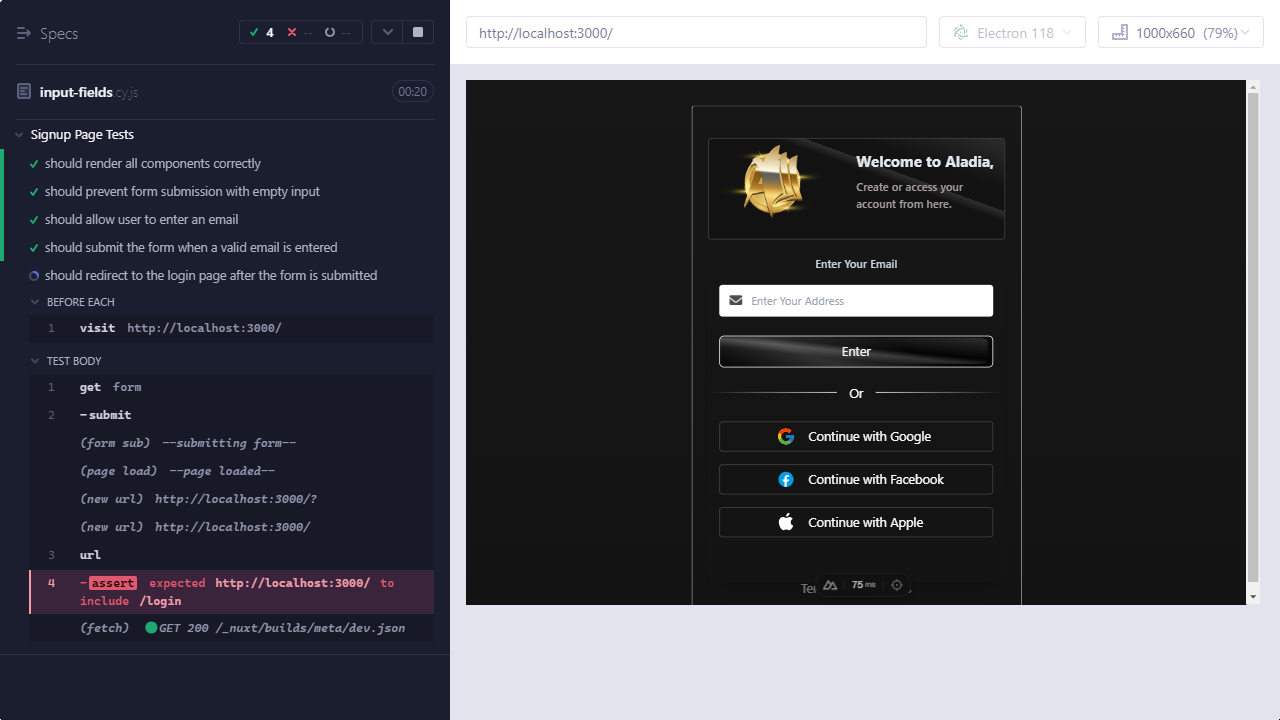 Specs
4
--
--
input-fields.cy.js
00:20
Signup Page Tests
should render all components correctly
should prevent form submission with empty input
should allow user to enter an email
should submit the form when a valid email is entered
should redirect to the login page after the form is submitted
BEFORE EACH
1 visit http://localhost:3000/
TEST BODY
1 get form
2 -submit
(form sub) --submitting form--
(page load) --page loaded--
(new url) http://localhost:3000/?
(new url) http://localhost:3000/
3 url
4 -assert expected http://localhost:3000/ to
include /login
(fetch) GET 200 /_nuxt/builds/meta/dev.json
http://localhost:3000/
Electron 118
1000x660 (79%)
Welcome to Aladia,
Create or access your
account from here.
Enter Your Email
Enter Your Address
Enter
Or
Continue with Google
Continue with Facebook
Continue with Apple
75 ms